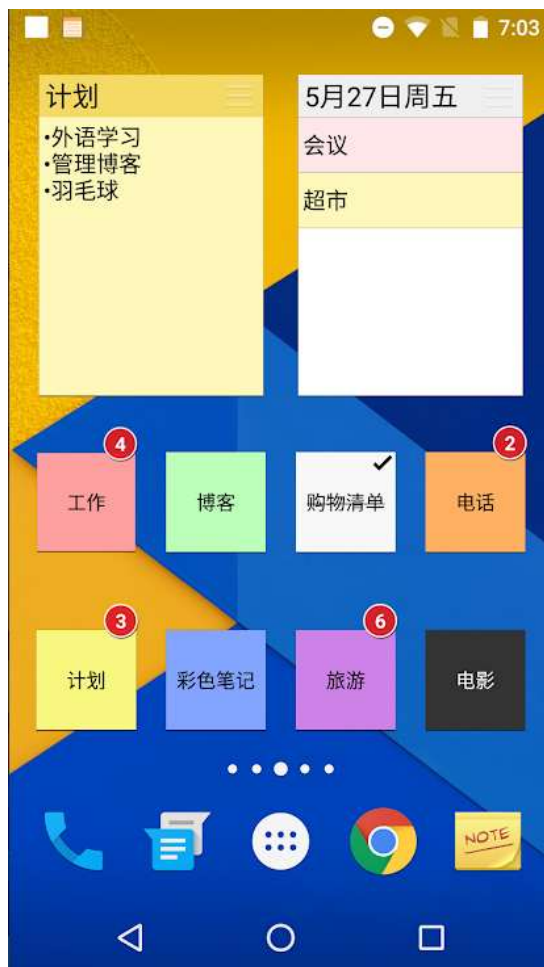 7:03
计划
•外语学习
•管理博客
•羽毛球
5月27日周五
会议
超市
4
2
工作
博客
购物清单
电话
3
6
计划
彩色笔记
旅游
电影
NOTE